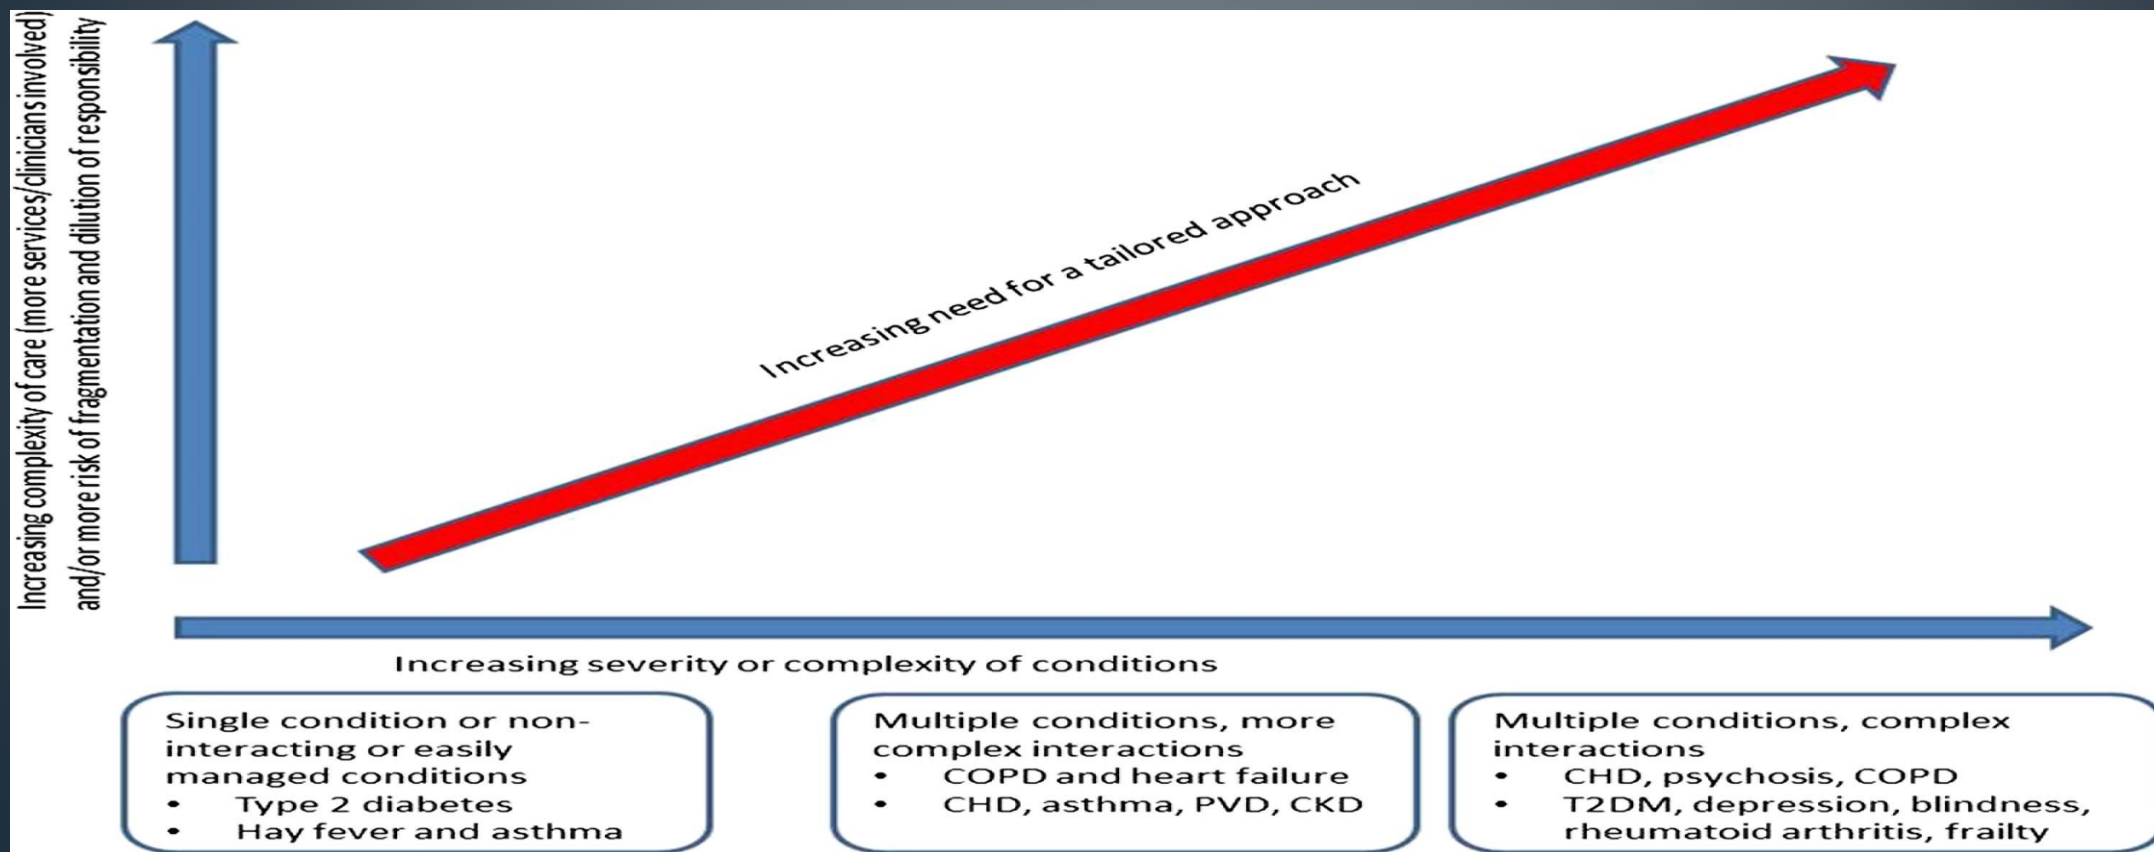 Increasing complexity of care (more services/clinicians involved)
and/or more risk of fragmentation and dilution of responsibility
Increasing need for a tailored approach
Increasing severity or complexity of conditions
Single condition or non-
interacting or easily
managed conditions
• Type 2 diabetes
• Hay fever and asthma
Multiple conditions, more
complex interactions
• COPD and heart failure
• CHD, asthma, PVD, CKD
Multiple conditions, complex
interactions
• CHD, psychosis, COPD
• T2DM, depression, blindness,
rheumatoid arthritis, frailty